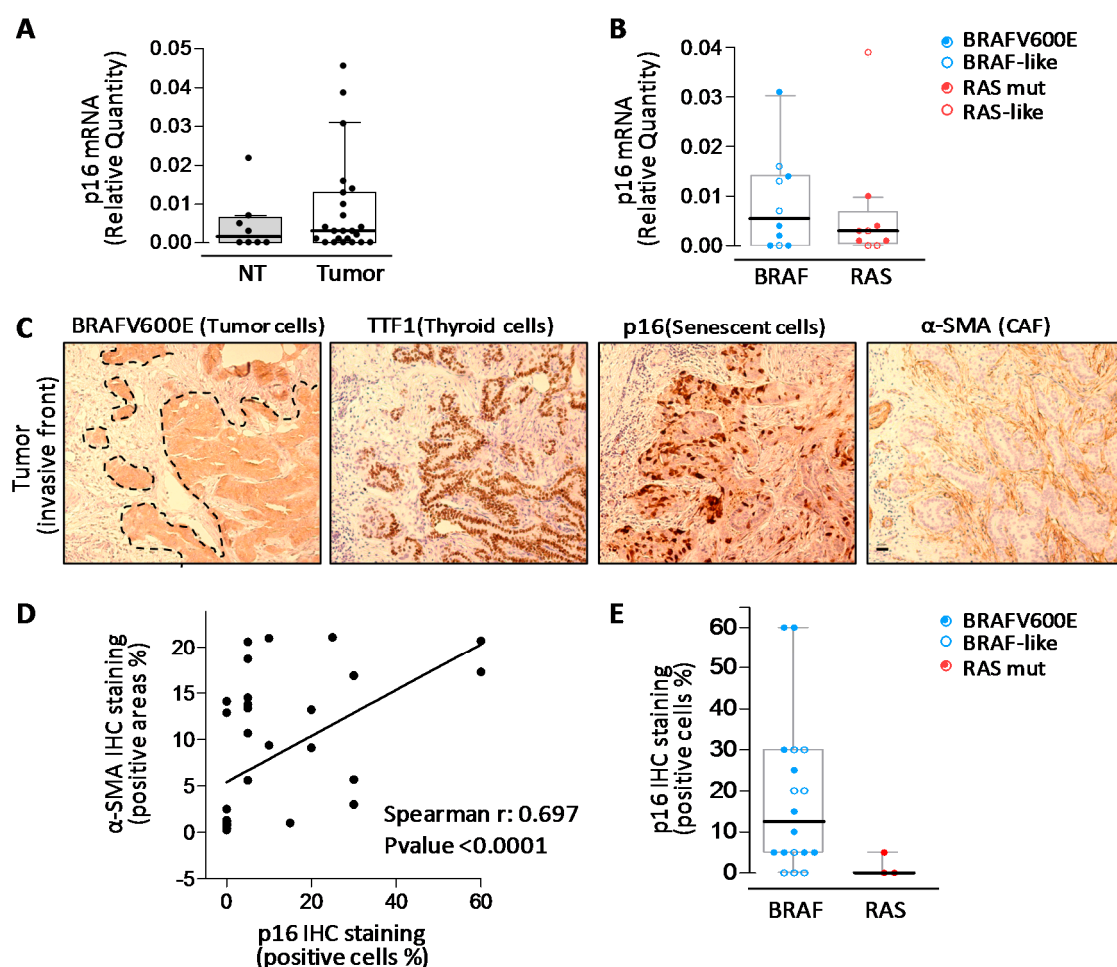 A
p16 mRNA
(Relative Quantity)
0.05
0.04
0.03
0.02
0.01
0.00
NT
Tumor
B
p16 mRNA
(Relative Quantity)
0.04
0.03
0.02
0.01
0.00
BRAF
RAS
BRAFV600E
BRAF-like
RAS mut
RAS-like
C
BRAFV600E (Tumor cells)
TTF1(Thyroid cells)
p16(Senescent cells)
α-SMA (CAF)
Tumor
(invasive front)
D
α-SMA IHC staining
(positive areas %)
20
15
10
5
0
-5
0
20
40
60
Spearman r: 0.697
Pvalue <0.0001
p16 IHC staining
(positive cells %)
E
p16 IHC staining
(positive cells %)
60
50
40
30
20
10
0
BRAF
RAS
BRAFV600E
BRAF-like
RAS mut